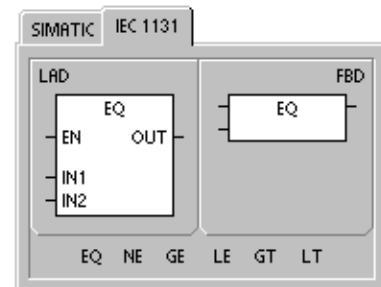 SIMATIC IEC 1131
LAD FBD
EQ EQ
EN OUT
IN1
IN2
EQ NE GE LE GT LT